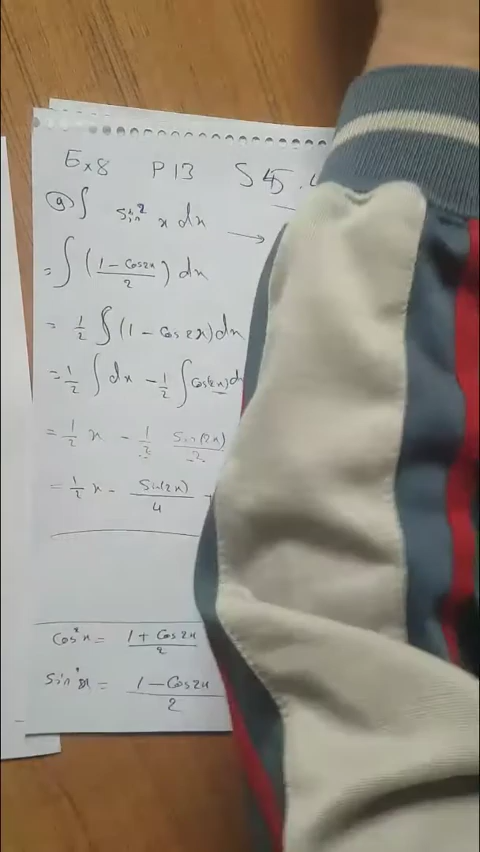 Ex8 P13 S45.
a) ∫ sin² x dx →
= ∫ (1 - cos2x / 2) dx
= 1/2 ∫ (1 - cos 2x) dx
= 1/2 ∫ dx - 1/2 ∫ cos(2x) d
= 1/2 x - 1/2 sin(2x)/2
= 1/2 x - sin(2x)/4
cos² x = 1 + cos 2x / 2
sin² x = 1 - cos 2x / 2